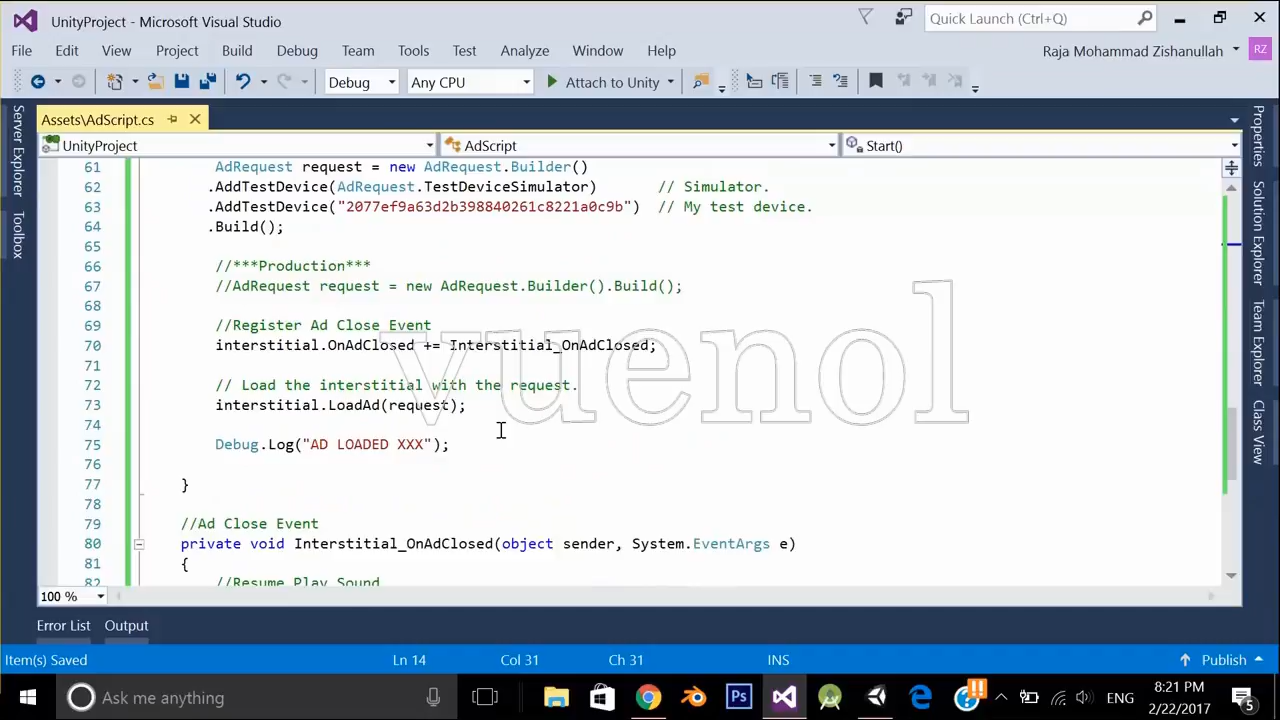 UnityProject - Microsoft Visual Studio
Quick Launch (Ctrl+Q)
File Edit View Project Build Debug Team Tools Test Analyze Window Help
Raja Mohammad Zishanullah RZ
Debug Any CPU Attach to Unity
Assets\AdScript.cs
UnityProject AdScript Start()
61 AdRequest request = new AdRequest.Builder()
62 .AddTestDevice(AdRequest.TestDeviceSimulator) // Simulator.
63 .AddTestDevice("2077ef9a63d2b398840261c8221a0c9b") // My test device.
64 .Build();
65
66 //***Production***
67 //AdRequest request = new AdRequest.Builder().Build();
68
69 //Register Ad Close Event
70 interstitial.OnAdClosed += Interstitial_OnAdClosed;
71
72 // Load the interstitial with the request.
73 interstitial.LoadAd(request);
74
75 Debug.Log("AD LOADED XXX");
76
77 }
78
79 //Ad Close Event
80 private void Interstitial_OnAdClosed(object sender, System.EventArgs e)
81 {
82 //Resume Play Sound
vuenol
Server Explorer
Toolbox
Properties
Solution Explorer
Team Explorer
Class View
100 %
Error List Output
Item(s) Saved Ln 14 Col 31 Ch 31 INS Publish
Ask me anything
Ps
ENG
8:21 PM
2/22/2017
5